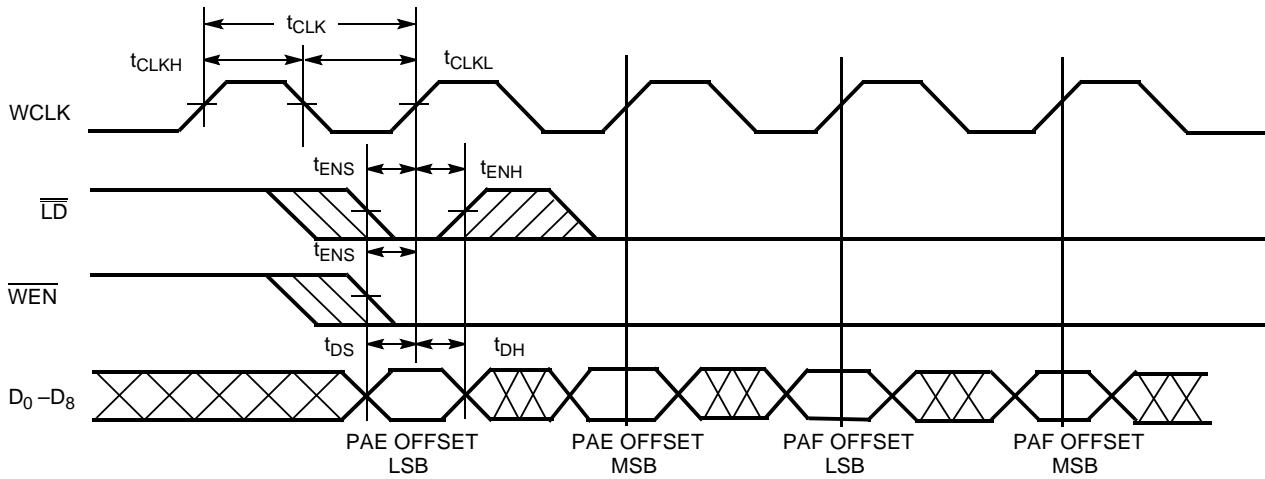 tCLK
tCLKH
tCLKL
WCLK
tENS
tENH
LD
tENS
WEN
tDS
tDH
D0 –D8
PAE OFFSET
LSB
PAE OFFSET
MSB
PAF OFFSET
LSB
PAF OFFSET
MSB